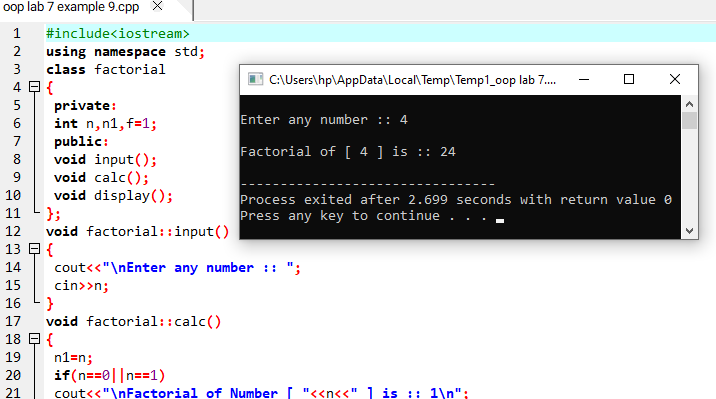 oop lab 7 example 9.cpp
1 #include<iostream>
2 using namespace std;
3 class factorial
4 {
5 private:
6 int n,n1,f=1;
7 public:
8 void input();
9 void calc();
10 void display();
11 };
12 void factorial::input()
13 {
14 cout<<"\nEnter any number :: ";
15 cin>>n;
16 }
17 void factorial::calc()
18 {
19 n1=n;
20 if(n==0||n==1)
21 cout<<"\nFactorial of Number [ "<<n<<" ] is :: 1\n";
C:\Users\hp\AppData\Local\Temp\Temp1_oop lab 7....
Enter any number :: 4
Factorial of [ 4 ] is :: 24
--------------------------------
Process exited after 2.699 seconds with return value 0
Press any key to continue . . .